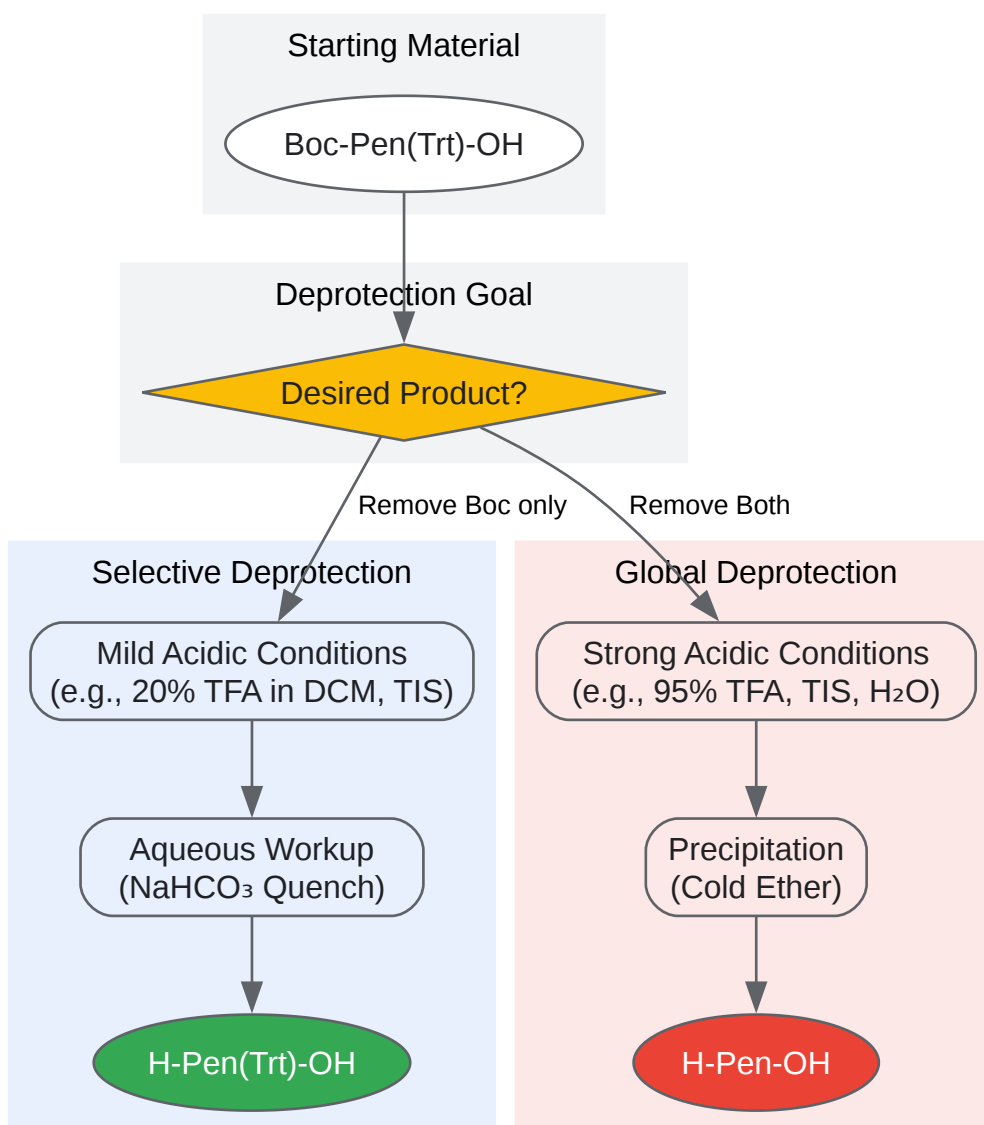 Starting Material
Boc-Pen(Trt)-OH
Deprotection Goal
Desired Product?
Remove Boc only
Remove Both
Selective Deprotection
Mild Acidic Conditions
(e.g., 20% TFA in DCM, TIS)
Aqueous Workup
(NaHCO₃ Quench)
H-Pen(Trt)-OH
Global Deprotection
Strong Acidic Conditions
(e.g., 95% TFA, TIS, H₂O)
Precipitation
(Cold Ether)
H-Pen-OH